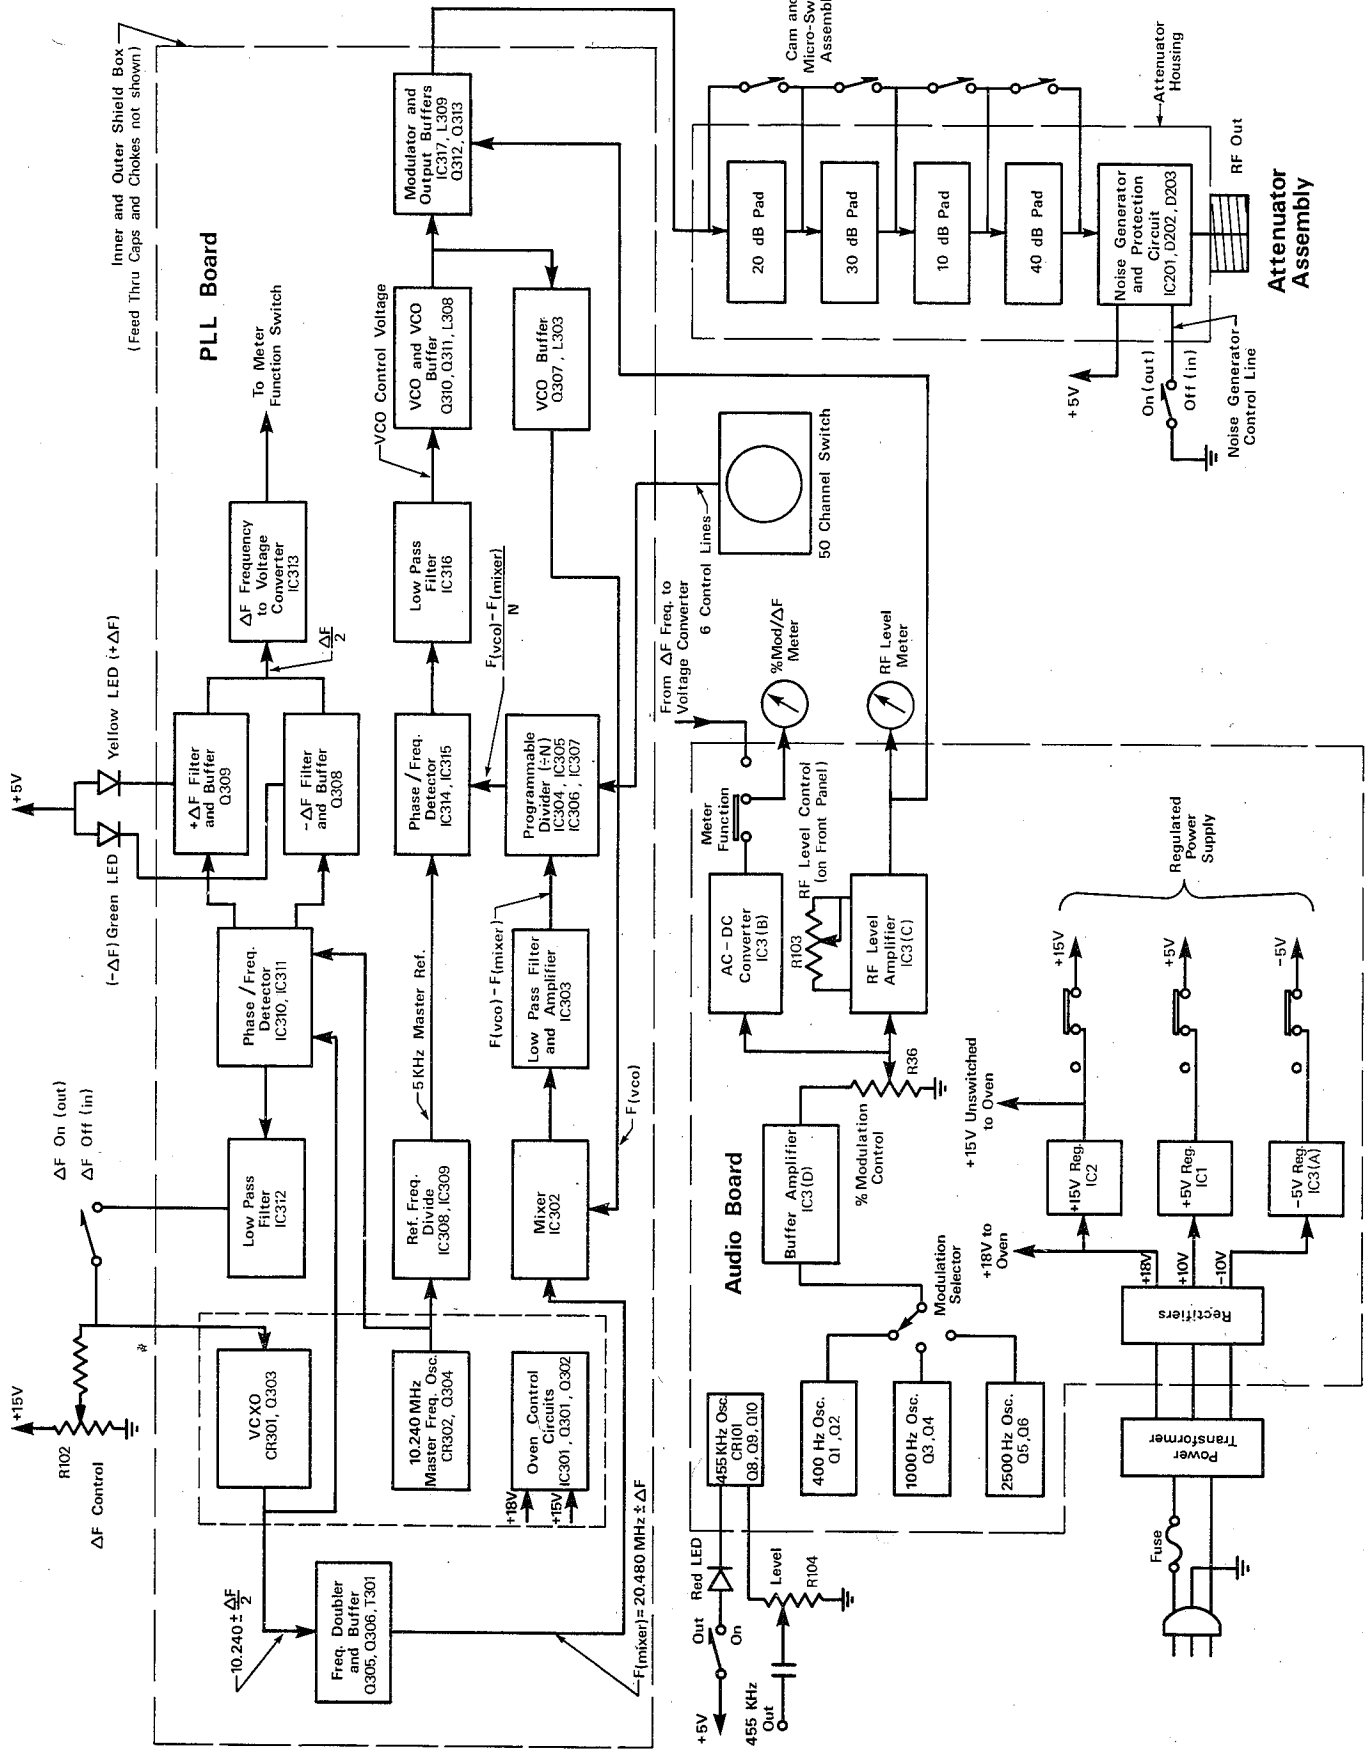 Inner and Outer Shield Box
(Feed Thru Caps and Chokes not shown)
PLL Board
+15V
R102
ΔF Control
ΔF On (out)
ΔF Off (in)
(-ΔF) Green LED
Yellow LED (+ΔF)
+5V
VCXO
CR301, Q303
Low Pass
Filter
IC312
Phase/Freq.
Detector
IC310, IC311
+ΔF Filter
and Buffer
Q309
-ΔF Filter
and Buffer
Q308
ΔF
2
ΔF Frequency
to Voltage
Converter
IC313
To Meter
Function Switch
10.240 ± ΔF
2
Freq. Doubler
and Buffer
Q305, Q306, T301
F(mixer) = 20.480 MHz ± ΔF
10.240 MHz
Master Freq. Osc.
CR302, Q304
Oven Control
Circuits
IC301, Q301, Q302
+18V
+15V
Ref. Freq.
Divide
IC308, IC309
5 KHz Master Ref.
Phase/Freq.
Detector
IC314, IC315
Low Pass
Filter
IC316
VCO Control Voltage
VCO and VCO
Buffer
Q310, Q311, L308
Modulator and
Output Buffers
IC317, L309
Q312, Q313
Mixer
IC302
F(vco) - F(mixer)
Low Pass Filter
and Amplifier
IC303
Programmable
Divider (÷N)
IC304, IC305
IC306, IC307
F(vco) - F(mixer)
N
VCO Buffer
Q307, L303
F(vco)
6 Control Lines
50 Channel Switch
Audio Board
+5V
Out
On
Red LED
455 KHz
Out
Level
R104
455KHz Osc.
CR101
Q8, Q9, Q10
400 Hz Osc.
Q1, Q2
1000Hz Osc.
Q3, Q4
2500Hz Osc.
Q5, Q6
Modulation
Selector
Buffer Amplifier
IC3(D)
% Modulation
Control
R36
AC-DC
Converter
IC3(B)
Meter
Function
From ΔF Freq. to
Voltage Converter
%Mod/ΔF
Meter
R103
RF Level Control
(on Front Panel)
RF Level
Amplifier
IC3(C)
RF Level
Meter
Fuse
Power
Transformer
Rectifiers
+18V
+10V
-10V
+18V to
Oven
+15V Unswitched
to Oven
+15V Reg.
IC2
+5V Reg.
IC1
-5V Reg.
IC3(A)
+15V
+5V
-5V
Regulated
Power
Supply
20 dB Pad
30 dB Pad
10 dB Pad
40 dB Pad
Cam and
Attenuator
Housing
Noise Generator
and Protection
Circuit
IC201, D202, D203
+5V
On (out)
Off (in)
Noise Generator
Control Line
RF Out
Attenuator
Assembly